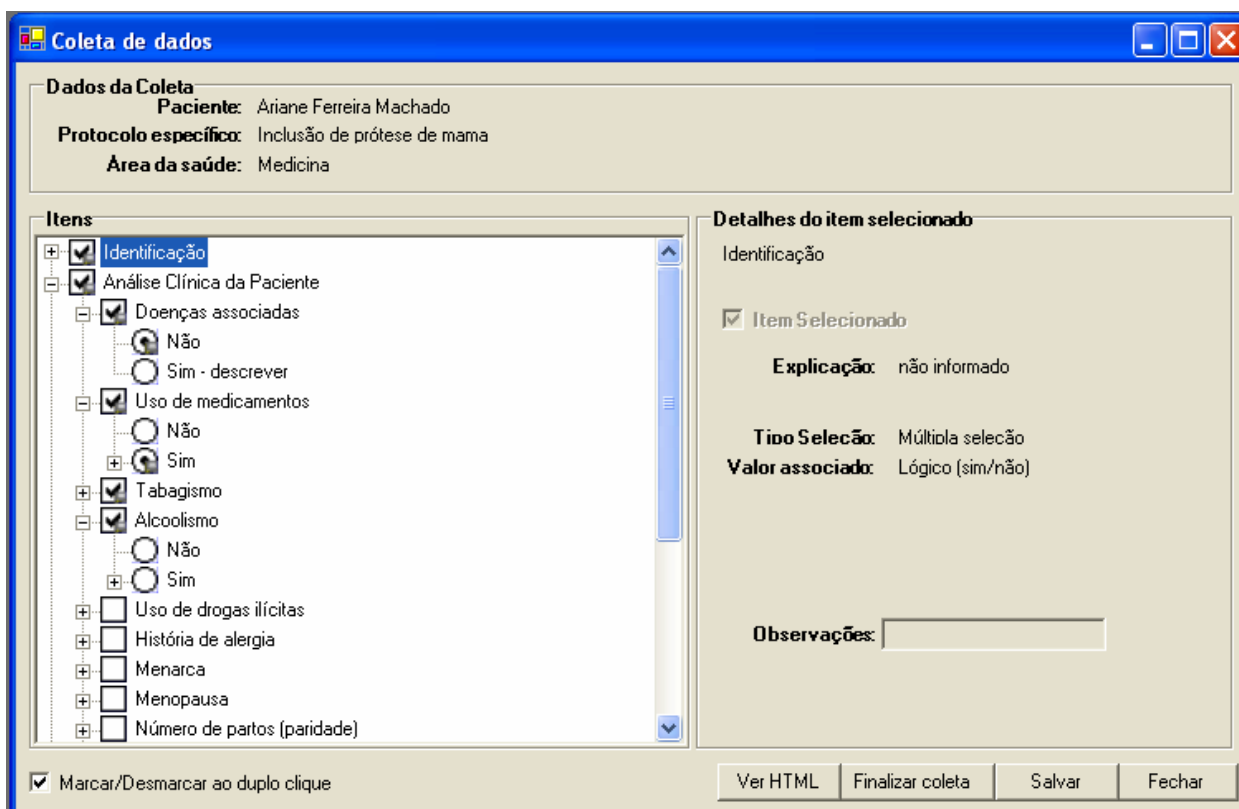 Coleta de dados
Dados da Coleta
Paciente: Ariane Ferreira Machado
Protocolo específico: Inclusão de prótese de mama
Área da saúde: Medicina
Itens
Identificação
Análise Clínica da Paciente
Doenças associadas
Não
Sim - descrever
Uso de medicamentos
Não
Sim
Tabagismo
Alcoolismo
Não
Sim
Uso de drogas ilícitas
História de alergia
Menarca
Menopausa
Número de partos (paridade)
Detalhes do item selecionado
Identificação
Item Selecionado
Explicação: não informado
Tipo Seleção: Múltipla seleção
Valor associado: Lógico (sim/não)
Observações:
Marcar/Desmarcar ao duplo clique
Ver HTML Finalizar coleta Salvar Fechar